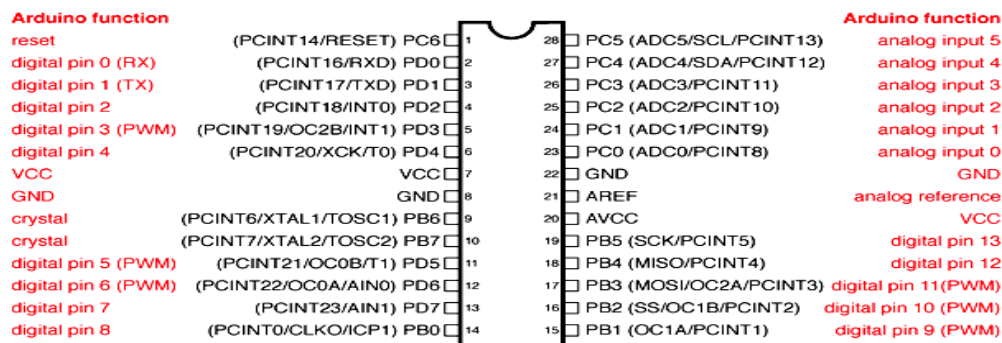 Arduino function Arduino function
reset (PCINT14/RESET) PC6 1 28 PC5 (ADC5/SCL/PCINT13) analog input 5
digital pin 0 (RX) (PCINT16/RXD) PD0 2 27 PC4 (ADC4/SDA/PCINT12) analog input 4
digital pin 1 (TX) (PCINT17/TXD) PD1 3 26 PC3 (ADC3/PCINT11) analog input 3
digital pin 2 (PCINT18/INT0) PD2 4 25 PC2 (ADC2/PCINT10) analog input 2
digital pin 3 (PWM) (PCINT19/OC2B/INT1) PD3 5 24 PC1 (ADC1/PCINT9) analog input 1
digital pin 4 (PCINT20/XCK/T0) PD4 6 23 PC0 (ADC0/PCINT8) analog input 0
VCC VCC 7 22 GND GND
GND GND 8 21 AREF analog reference
crystal (PCINT6/XTAL1/TOSC1) PB6 9 20 AVCC VCC
crystal (PCINT7/XTAL2/TOSC2) PB7 10 19 PB5 (SCK/PCINT5) digital pin 13
digital pin 5 (PWM) (PCINT21/OC0B/T1) PD5 11 18 PB4 (MISO/PCINT4) digital pin 12
digital pin 6 (PWM) (PCINT22/OC0A/AIN0) PD6 12 17 PB3 (MOSI/OC2A/PCINT3) digital pin 11(PWM)
digital pin 7 (PCINT23/AIN1) PD7 13 16 PB2 (SS/OC1B/PCINT2) digital pin 10 (PWM)
digital pin 8 (PCINT0/CLKO/ICP1) PB0 14 15 PB1 (OC1A/PCINT1) digital pin 9 (PWM)